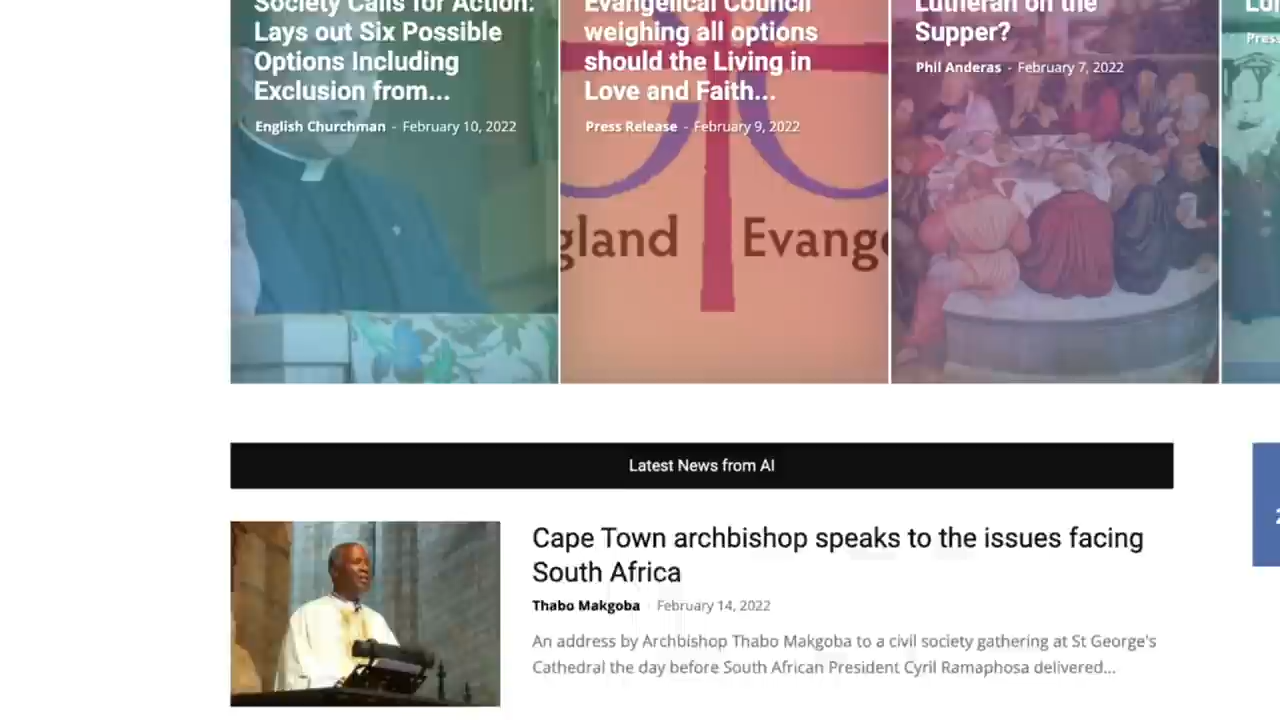 Society Calls for Action:
Lays out Six Possible
Options Including
Exclusion from...
English Churchman - February 10, 2022
Evangelical Council
weighing all options
should the Living in
Love and Faith...
Press Release - February 9, 2022
gland Evange
Lutheran on the
Supper?
Phil Anderas - February 7, 2022
Press
Latest News from AI
Cape Town archbishop speaks to the issues facing
South Africa
Thabo Makgoba February 14, 2022
An address by Archbishop Thabo Makgoba to a civil society gathering at St George's
Cathedral the day before South African President Cyril Ramaphosa delivered...